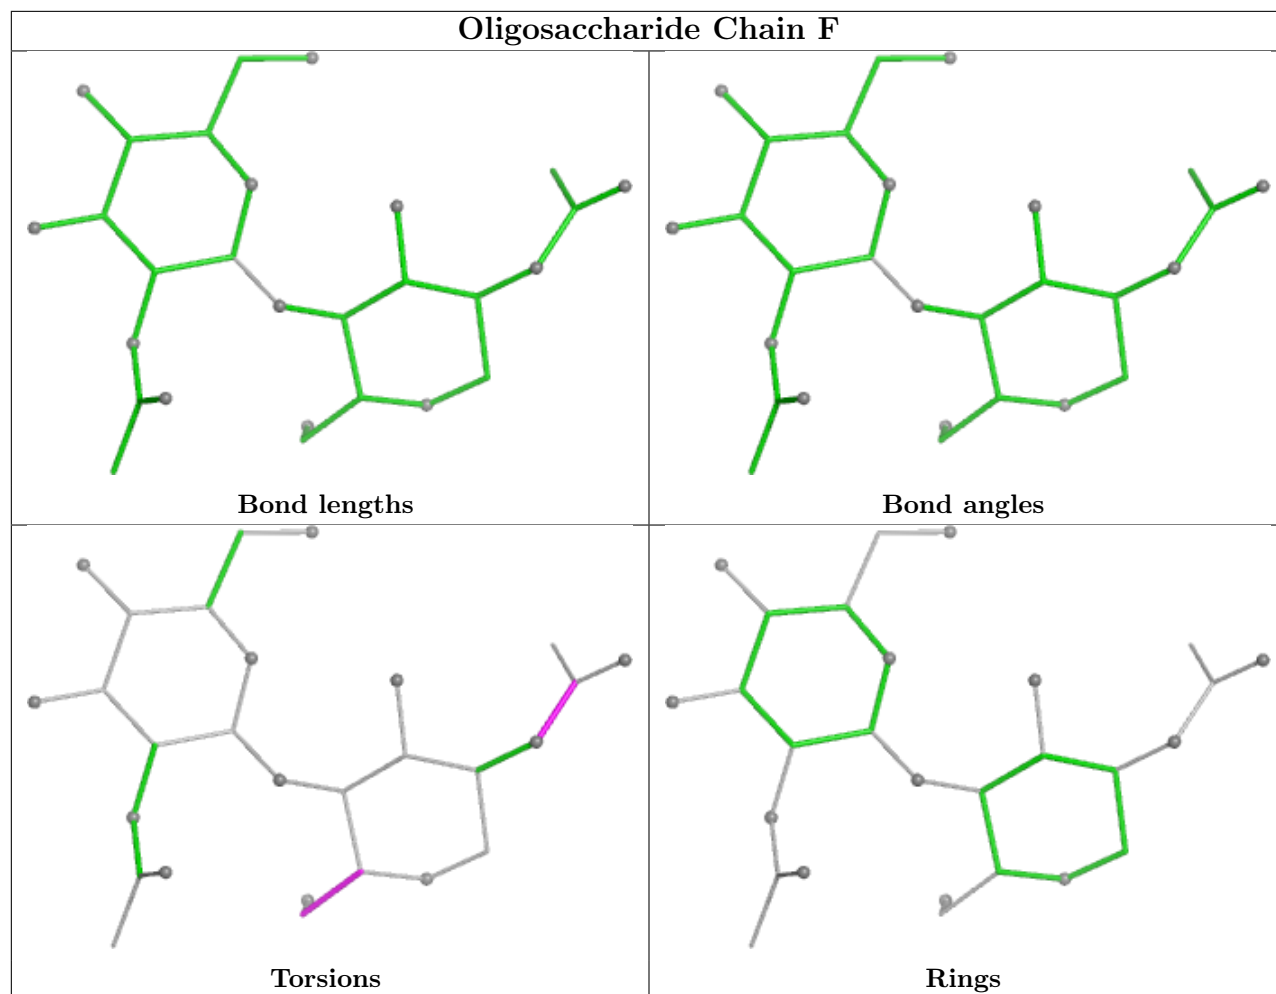 Oligosaccharide Chain F
Bond lengths
Bond angles
Torsions
Rings